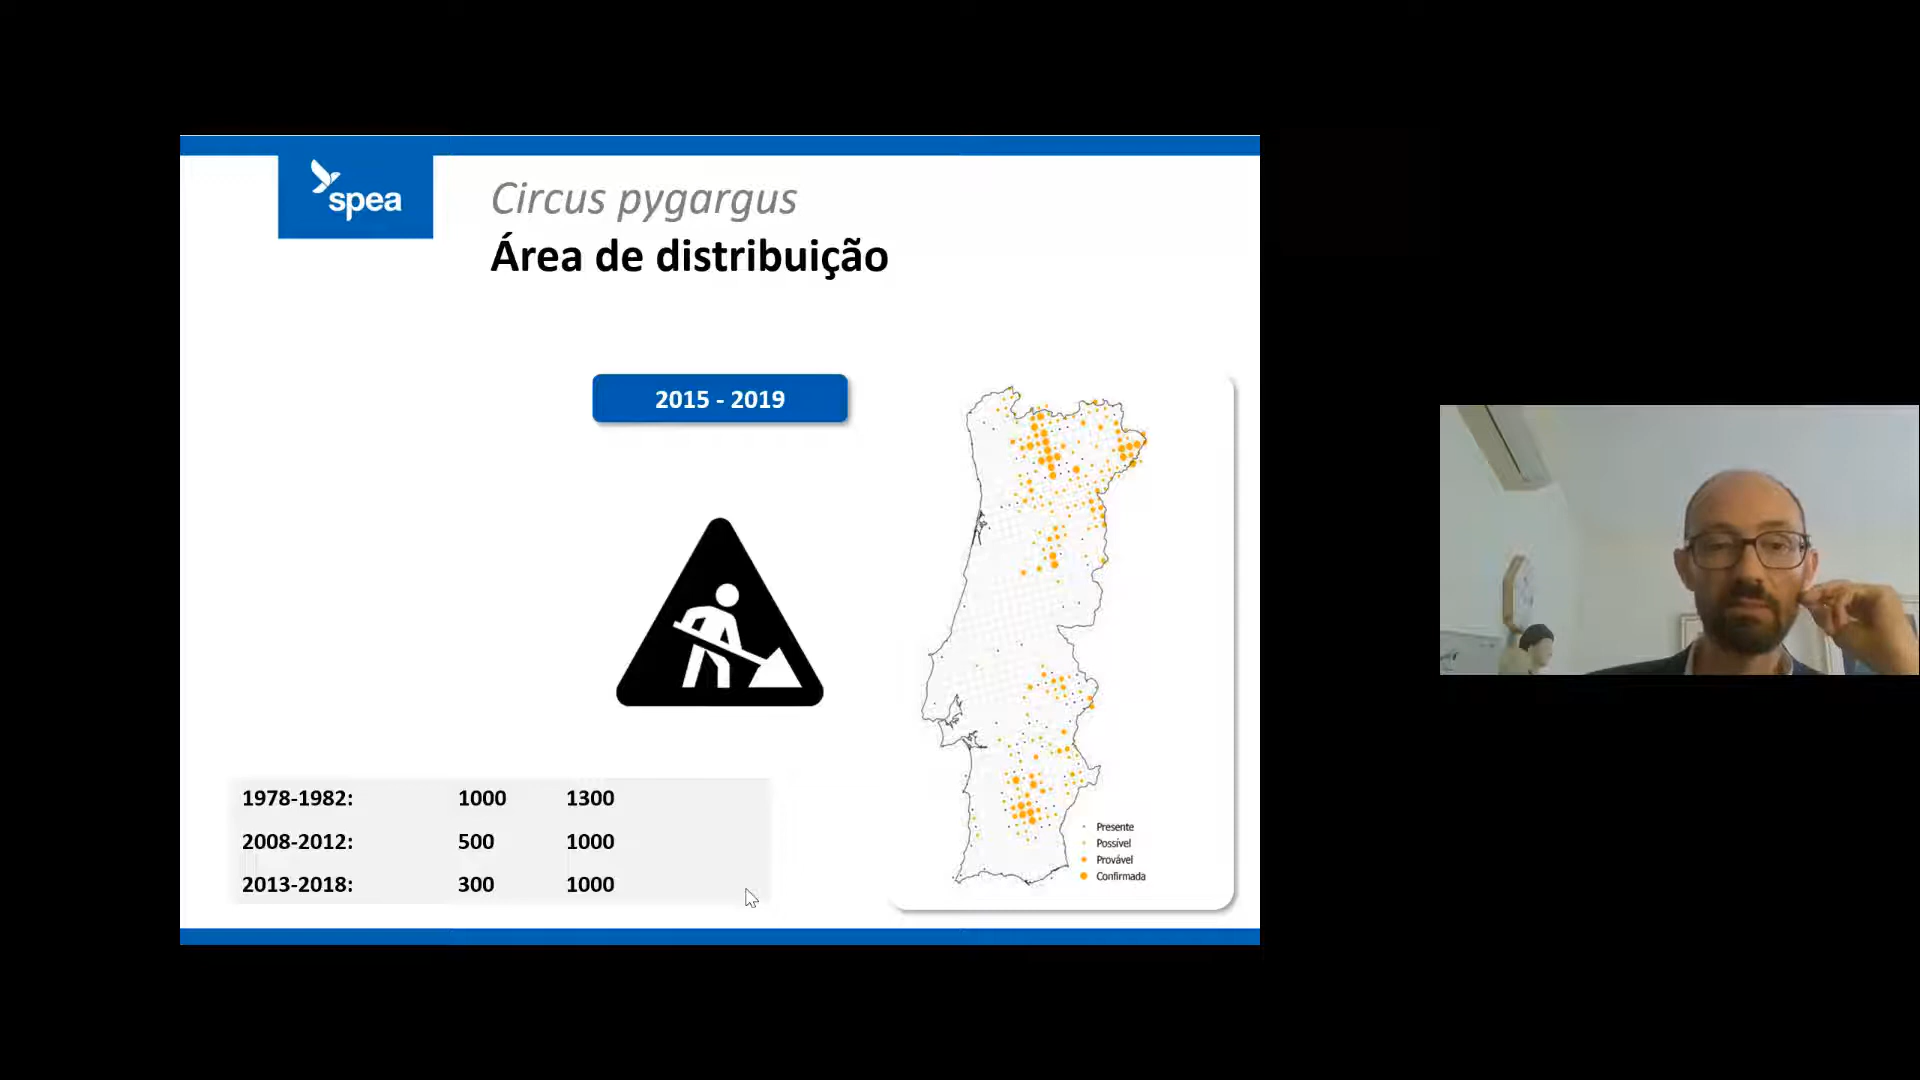 spea
Circus pygargus
Área de distribuição
2015 - 2019
1978-1982: 1000 1300
2008-2012: 500 1000
2013-2018: 300 1000
Presente
Possível
Provável
Confirmada